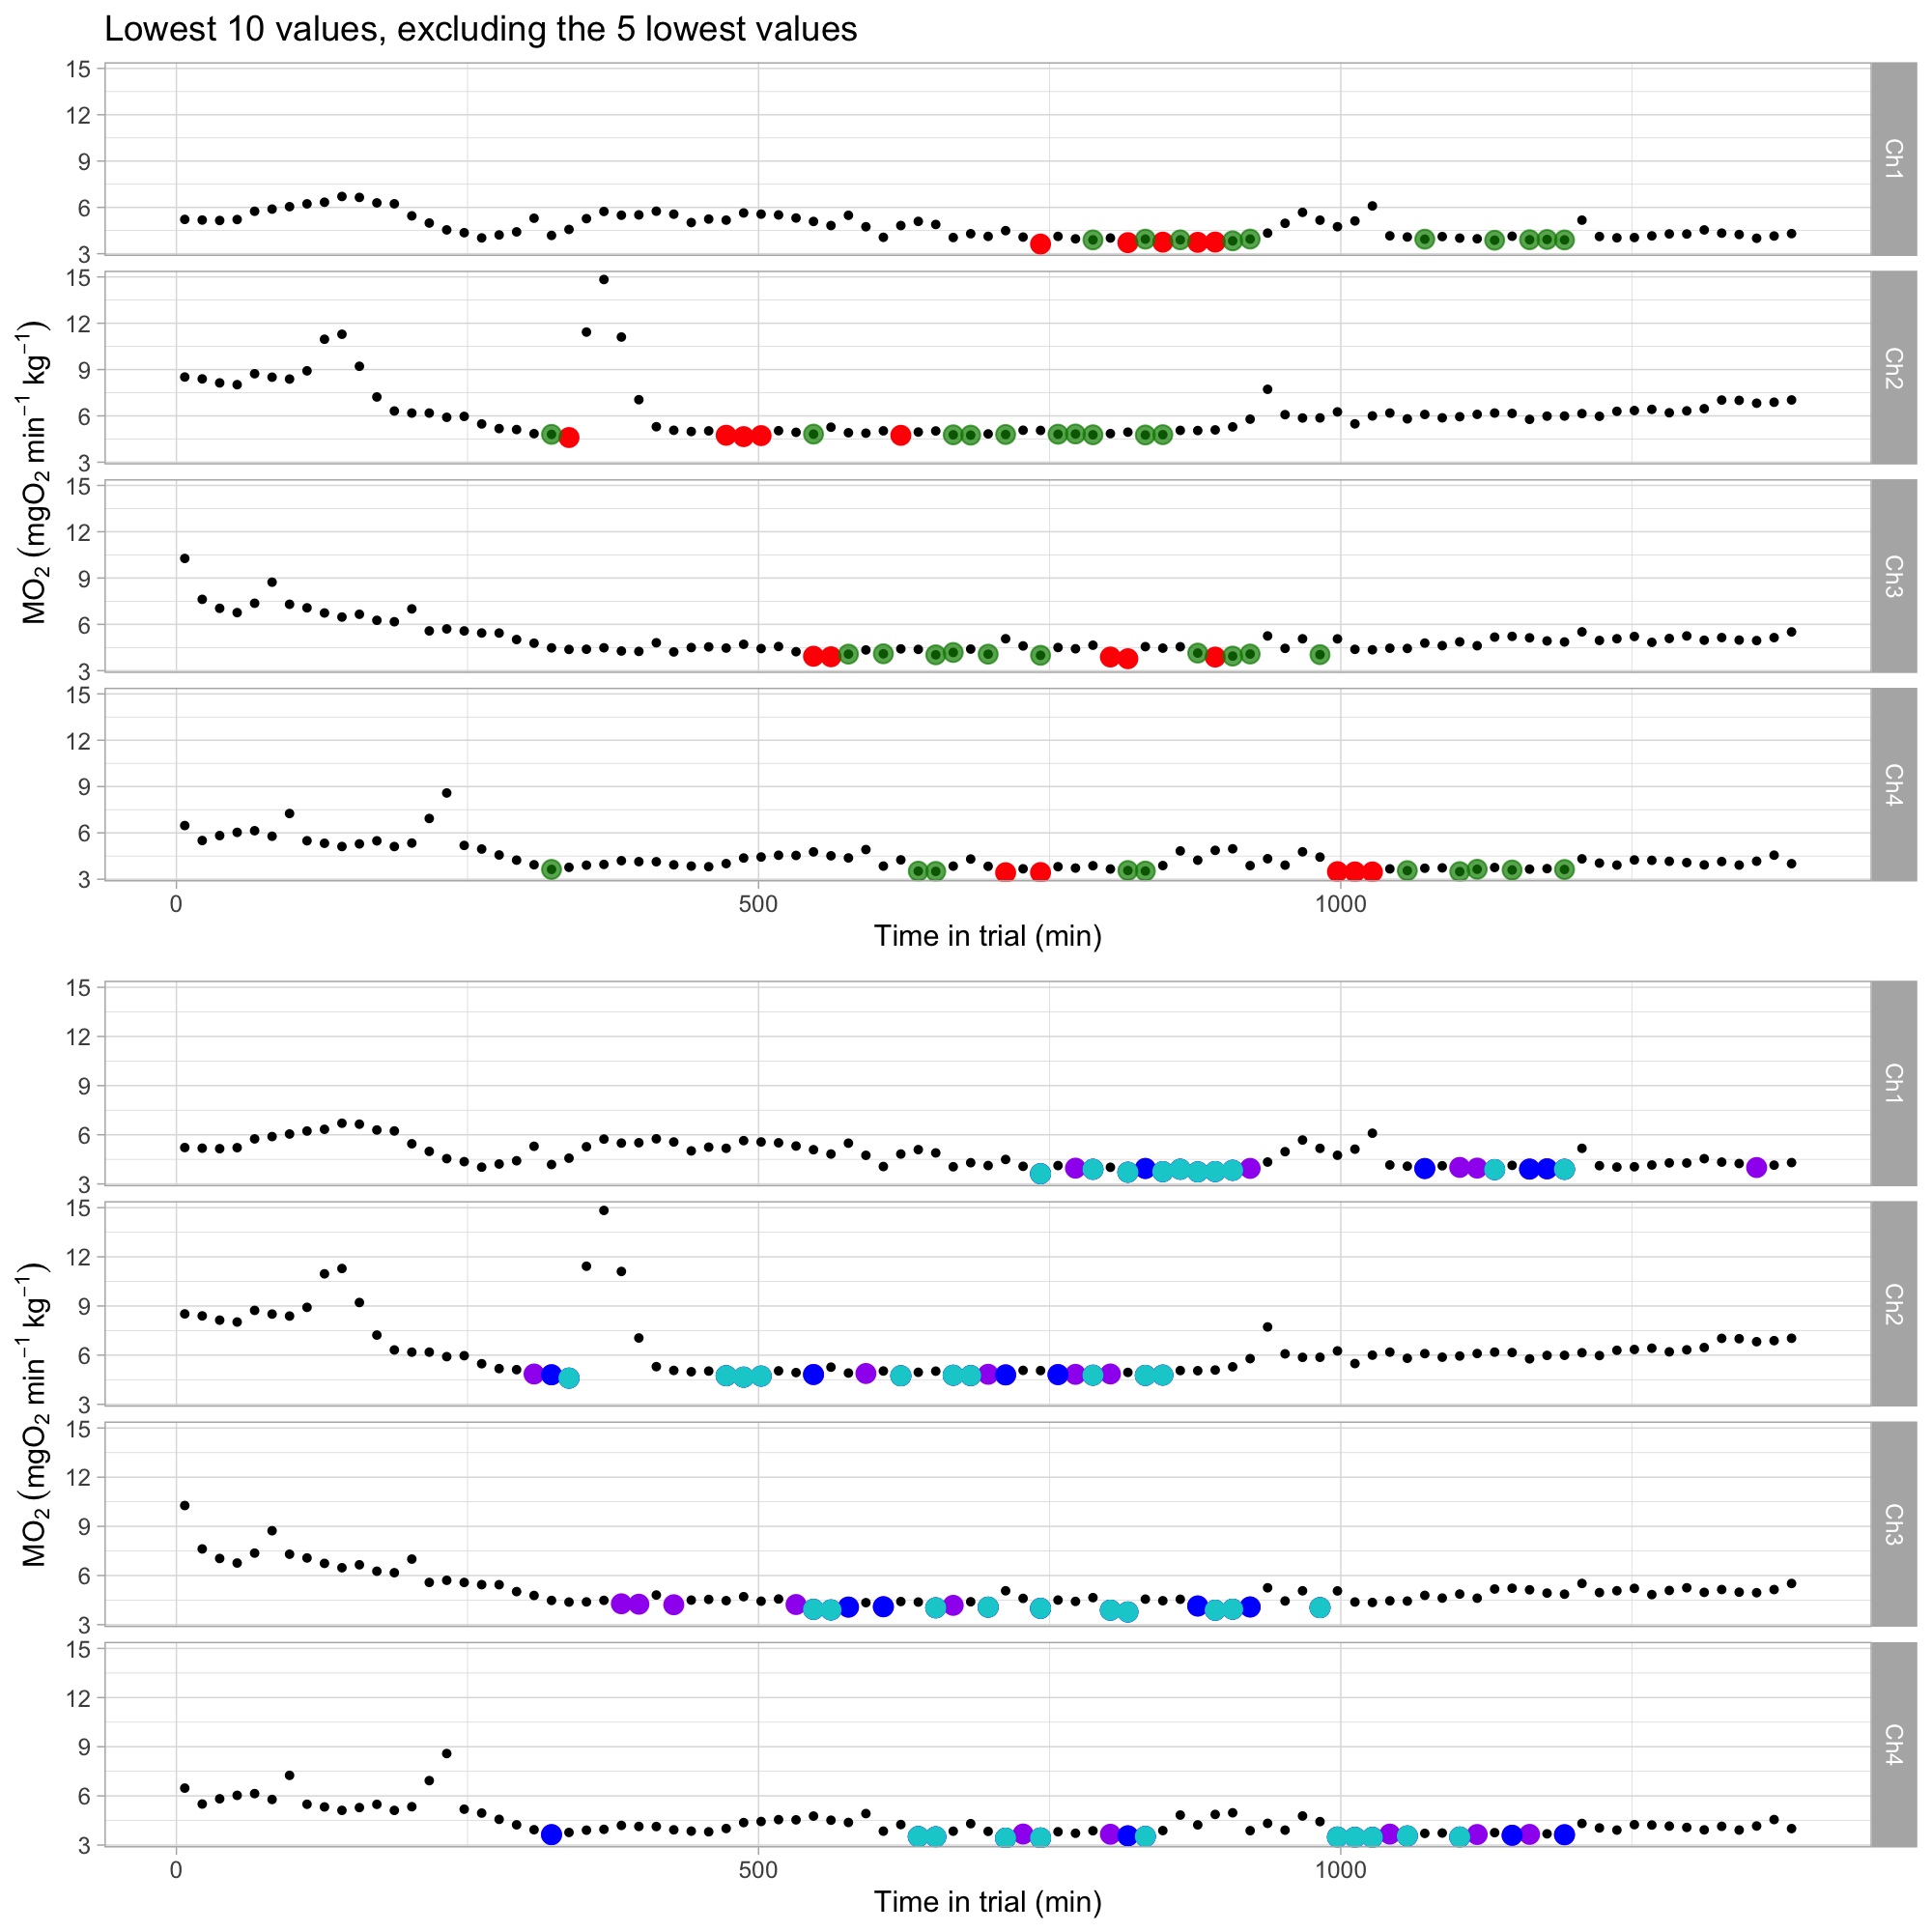 Lowest 10 values, excluding the 5 lowest values
15
12
9
6
3
Ch1
15
12
9
6
3
Ch2
15
12
9
6
3
Ch3
15
12
9
6
3
Ch4
MO₂ (mgO₂ min⁻¹ kg⁻¹)
0 500 1000
Time in trial (min)
15
12
9
6
3
Ch1
15
12
9
6
3
Ch2
15
12
9
6
3
Ch3
15
12
9
6
3
Ch4
MO₂ (mgO₂ min⁻¹ kg⁻¹)
0 500 1000
Time in trial (min)